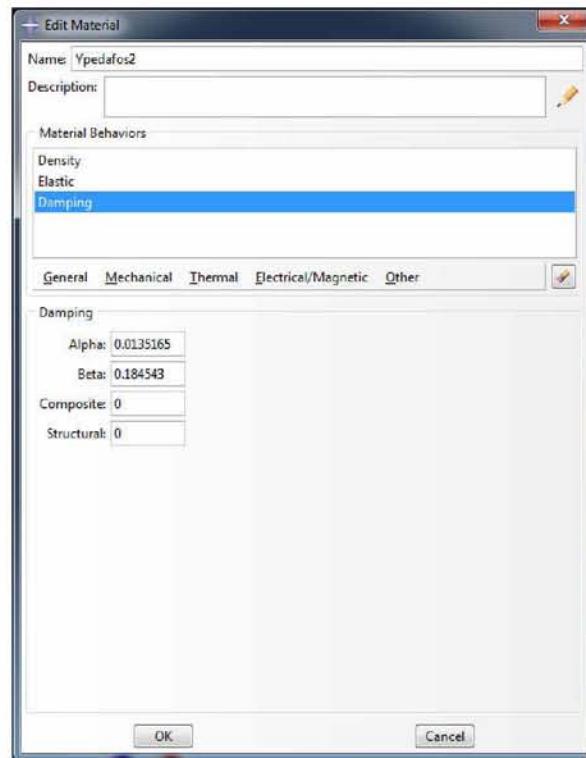 Edit Material
Name: Ypedafos2
Description:
Material Behaviors
Density
Elastic
Damping
General Mechanical Thermal Electrical/Magnetic Other
Damping
Alpha: 0.0135165
Beta: 0.184543
Composite: 0
Structural: 0
OK Cancel